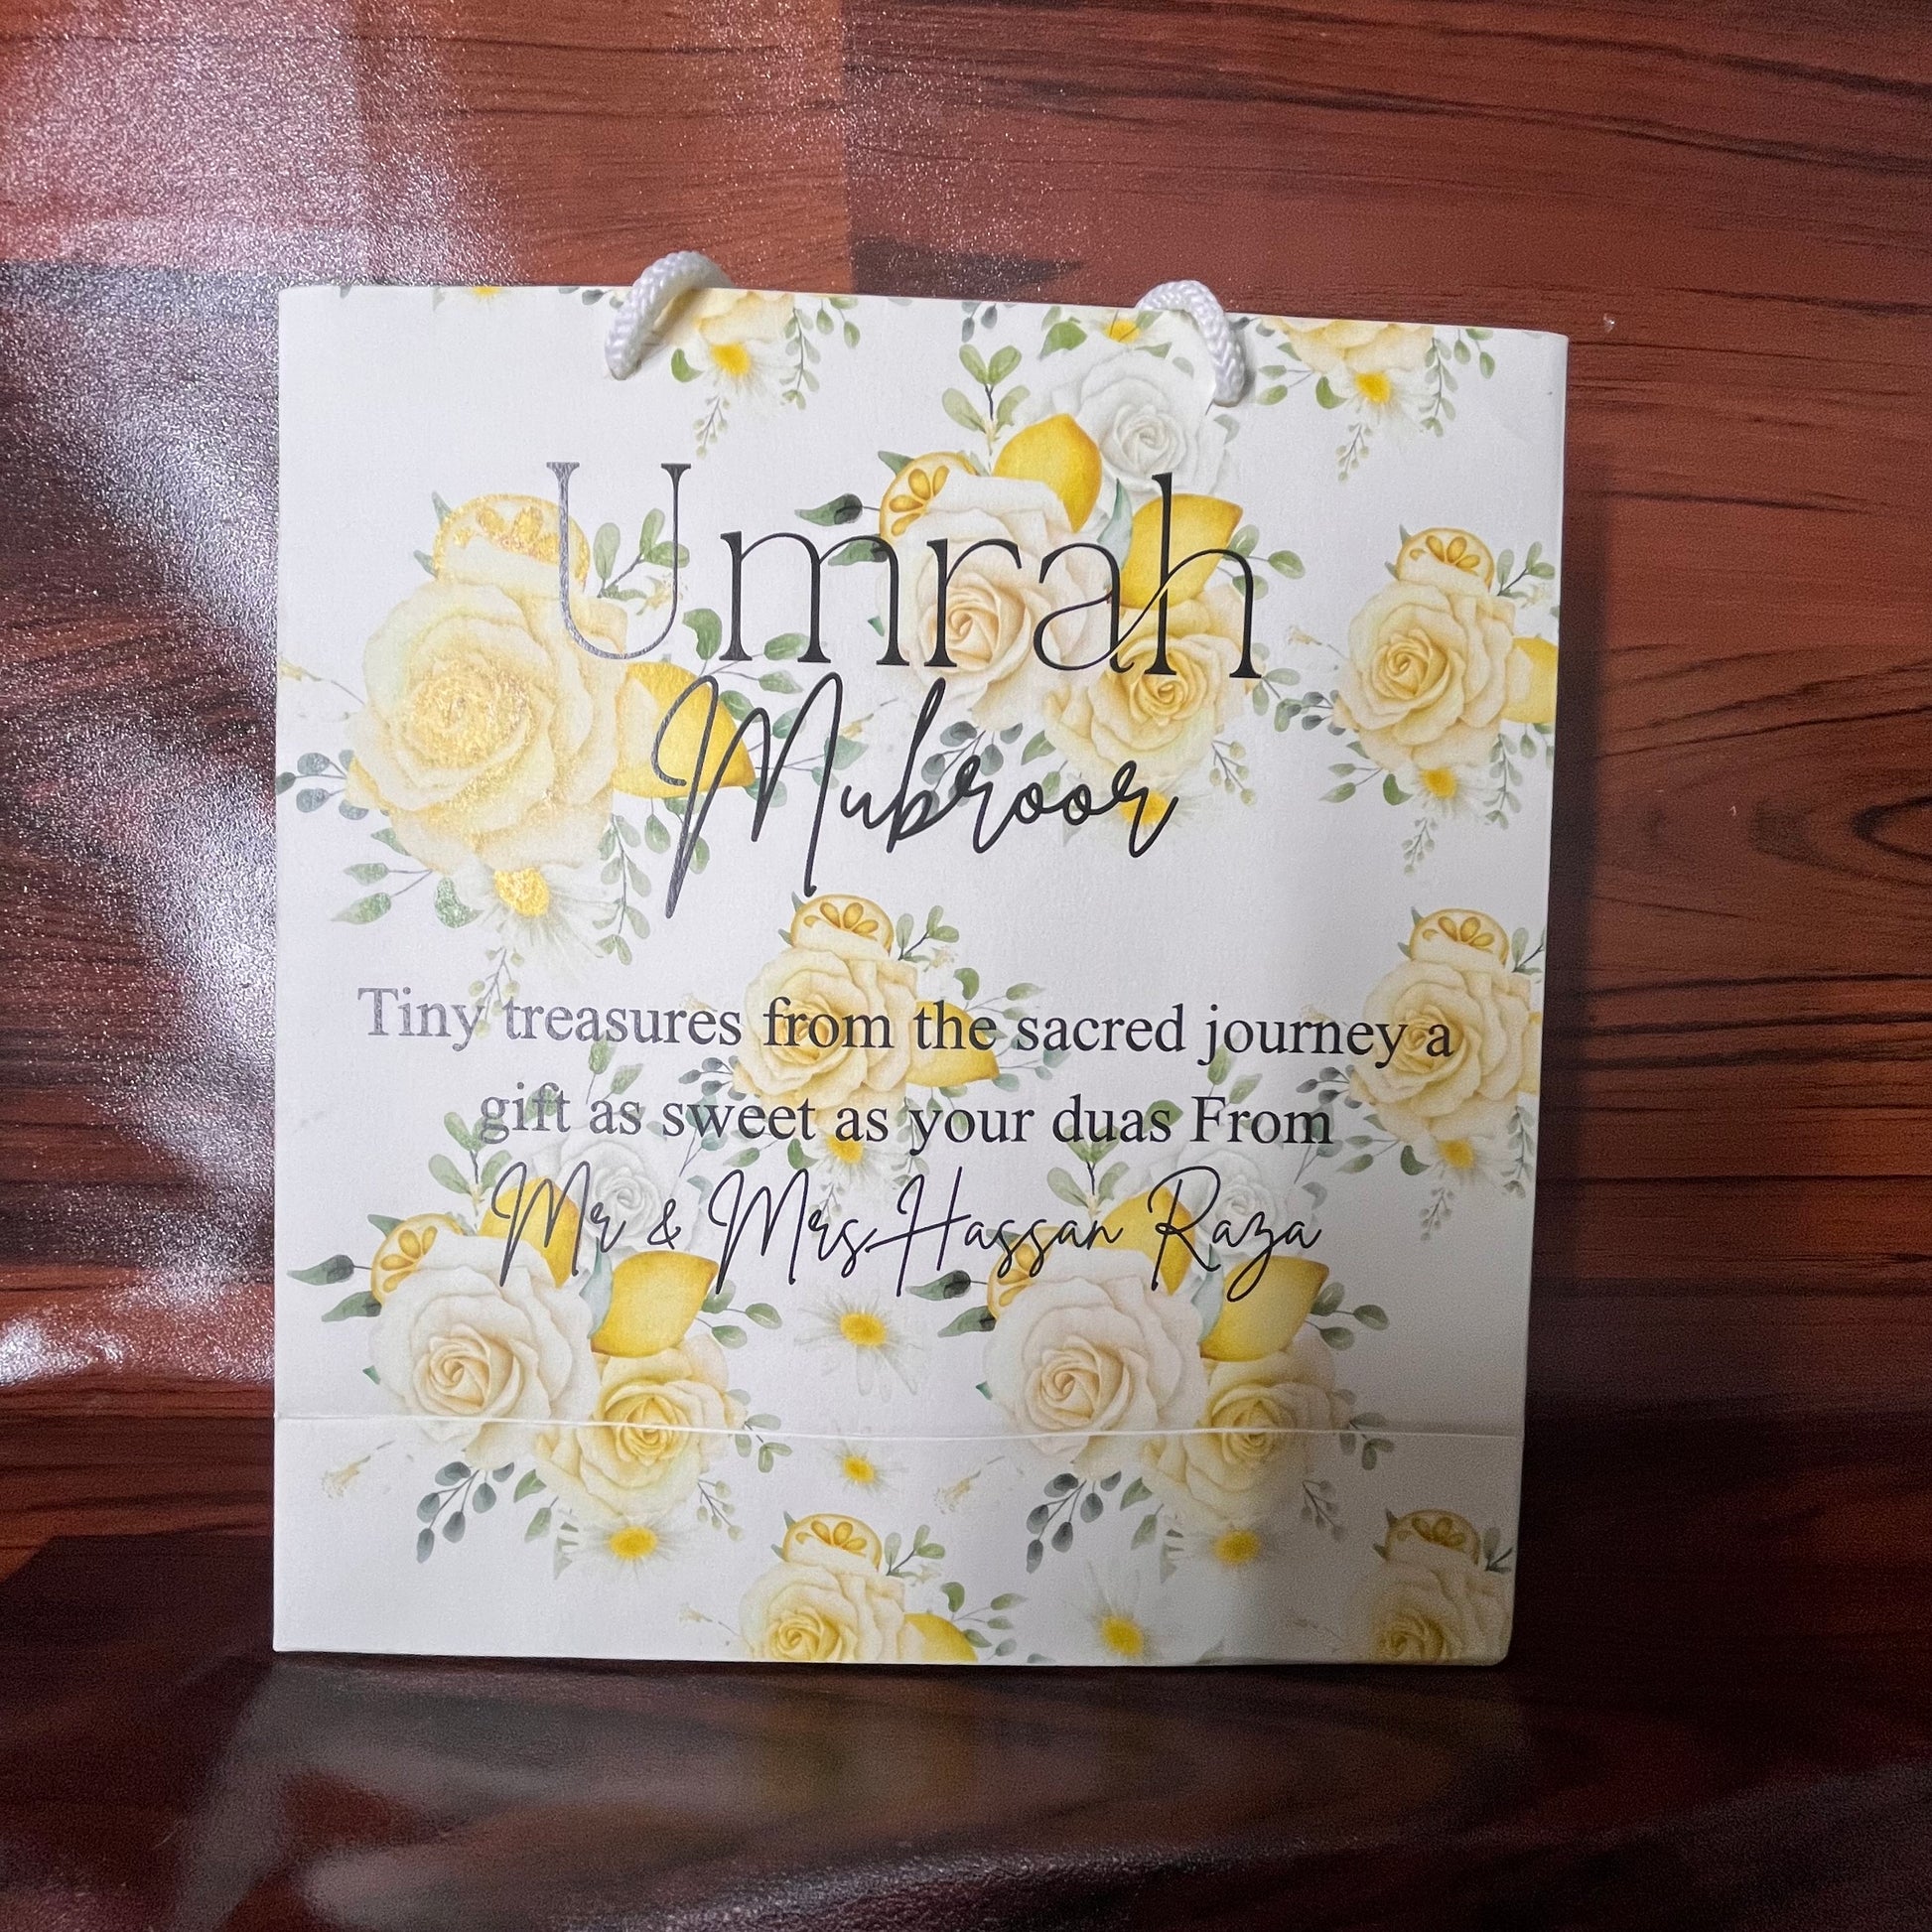 Umrah
Mubroor
Tiny treasures from the sacred journey a
gift as sweet as your duas From
Mr & Mrs.Hassan Raza